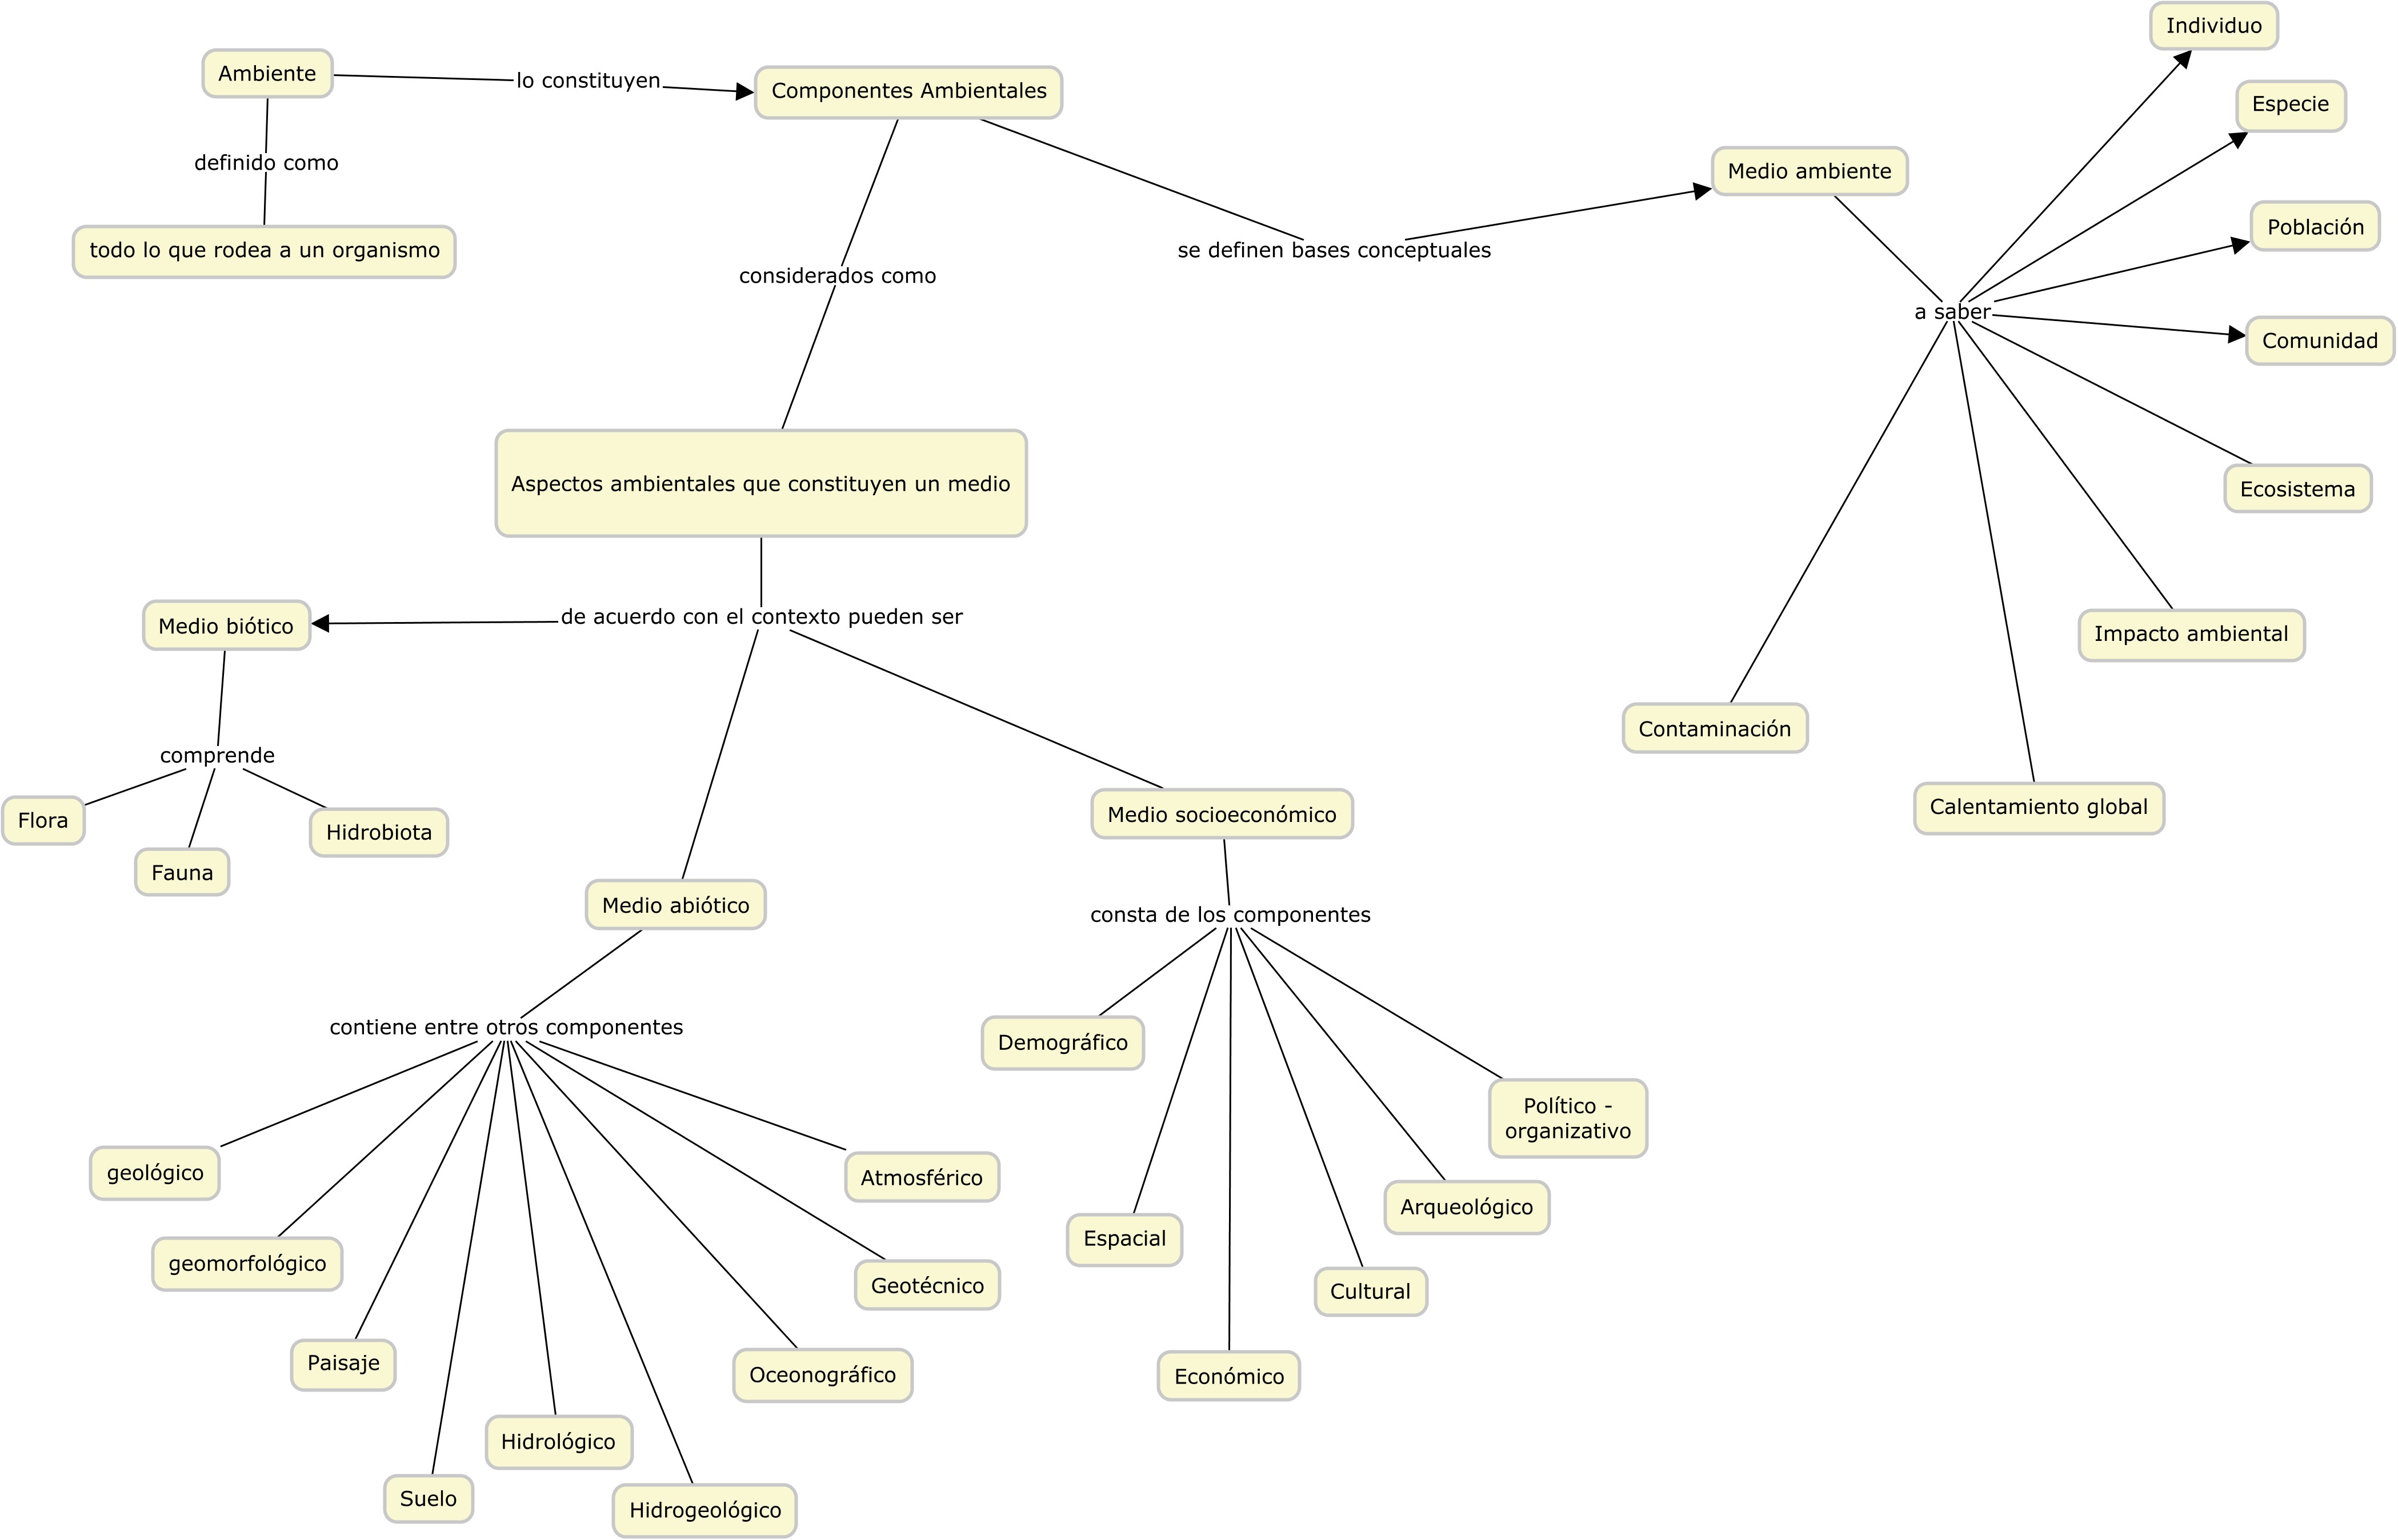 Individuo
Ambiente
lo constituyen
Componentes Ambientales
Especie
definido como
Medio ambiente
todo lo que rodea a un organismo
se definen bases conceptuales
Población
considerados como
a saber
Comunidad
Aspectos ambientales que constituyen un medio
Ecosistema
Medio biótico
de acuerdo con el contexto pueden ser
Impacto ambiental
Contaminación
comprende
Calentamiento global
Flora
Fauna
Hidrobiota
Medio socioeconómico
Medio abiótico
consta de los componentes
contiene entre otros componentes
Demográfico
Político -
organizativo
geológico
Atmosférico
Arqueológico
geomorfológico
Geotécnico
Espacial
Cultural
Paisaje
Oceonográfico
Económico
Hidrológico
Suelo
Hidrogeológico